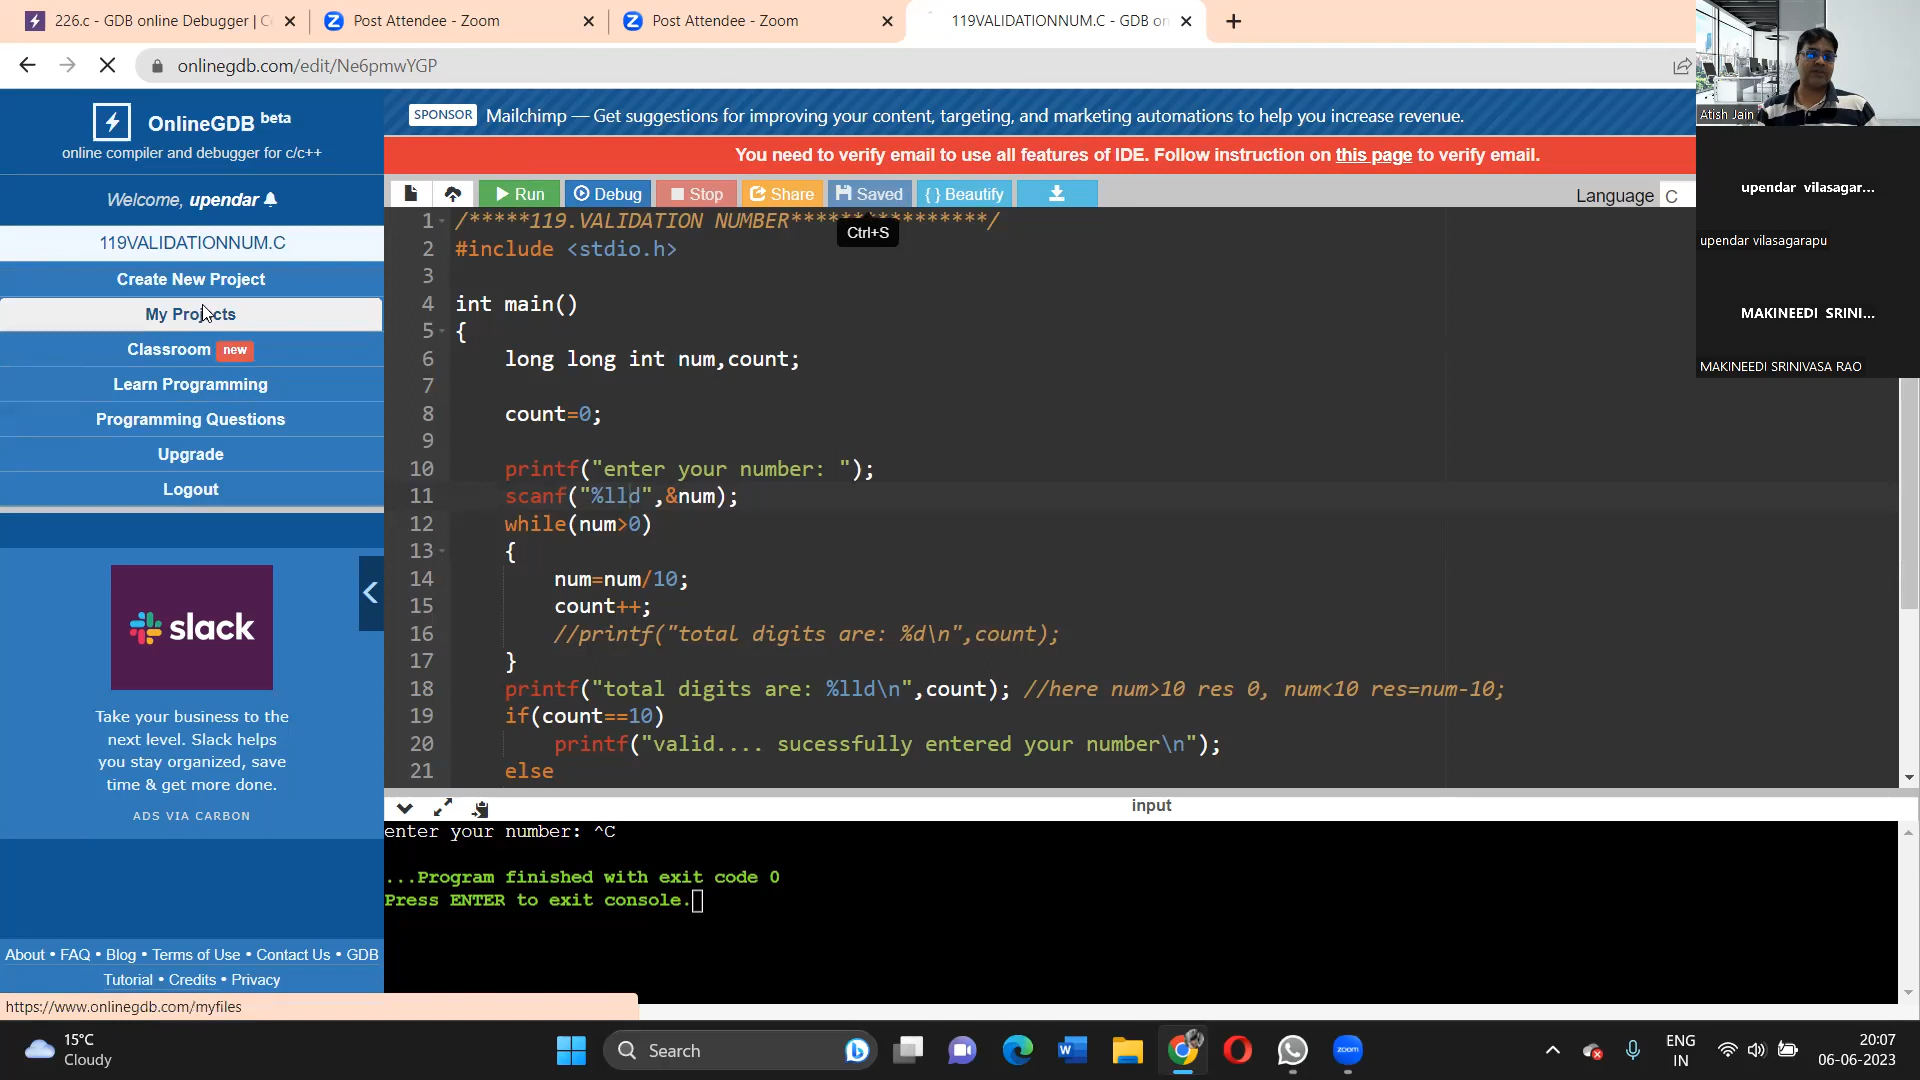 226.c - GDB online Debugger | C
Post Attendee - Zoom
Post Attendee - Zoom
119VALIDATIONNUM.C - GDB on
onlinegdb.com/edit/Ne6pmwYGP
OnlineGDB beta
online compiler and debugger for c/c++
Welcome, upendar
119VALIDATIONNUM.C
Create New Project
My Projects
Classroom new
Learn Programming
Programming Questions
Upgrade
Logout
slack
Take your business to the
next level. Slack helps
you stay organized, save
time & get more done.
ADS VIA CARBON
About • FAQ • Blog • Terms of Use • Contact Us • GDB
Tutorial • Credits • Privacy
https://www.onlinegdb.com/myfiles
SPONSOR Mailchimp — Get suggestions for improving your content, targeting, and marketing automations to help you increase revenue.
You need to verify email to use all features of IDE. Follow instruction on this page to verify email.
Run Debug Stop Share Saved { } Beautify
Language C
Ctrl+S
1 /*****119.VALIDATION NUMBER****************/
2 #include <stdio.h>
3
4 int main()
5 {
6 long long int num,count;
7
8 count=0;
9
10 printf("enter your number: ");
11 scanf("%lld",&num);
12 while(num>0)
13 {
14 num=num/10;
15 count++;
16 //printf("total digits are: %d\n",count);
17 }
18 printf("total digits are: %lld\n",count); //here num>10 res 0, num<10 res=num-10;
19 if(count==10)
20 printf("valid.... sucessfully entered your number\n");
21 else
input
enter your number: ^C
...Program finished with exit code 0
Press ENTER to exit console.
Atish Jain
upendar vilasagar...
upendar vilasagarapu
MAKINEEDI SRINI...
MAKINEEDI SRINIVASA RAO
15°C
Cloudy
Search
zoom
ENG
IN
20:07
06-06-2023